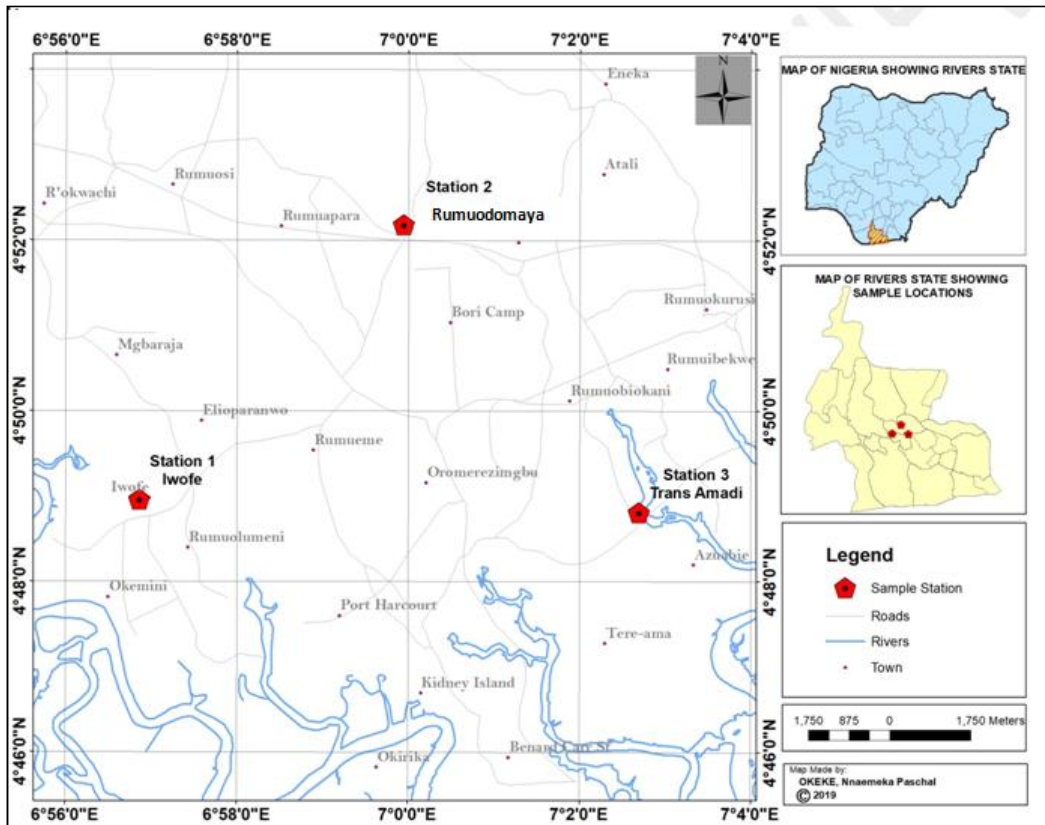 6°56'0"E
6°58'0"E
7°0'0"E
7°2'0"E
7°4'0"E
N
Eneka
Rumuosi
Atali
R'okwachi
Station 2
Rumuapara
Rumuodomaya
4°52'0"N
4°52'0"N
Rumuokurusi
Bori Camp
Mgbaraja
Rumuibekwe
Rumuobiokani
4°50'0"N
4°50'0"N
Elioparanwo
Rumueme
Station 1
Iwofe
Iwofe
Oromerezimgbu
Station 3
Trans Amadi
Rumuolumeni
Azuabie
4°48'0"N
4°48'0"N
Okemini
Port Harcourt
Tere-ama
Kidney Island
4°46'0"N
4°46'0"N
Benard Carr St
Okirika
6°56'0"E
6°58'0"E
7°0'0"E
7°2'0"E
7°4'0"E
MAP OF NIGERIA SHOWING RIVERS STATE
MAP OF RIVERS STATE SHOWING
SAMPLE LOCATIONS
Legend
Sample Station
Roads
Rivers
Town
1,750 875 0 1,750 Meters
Map Made by:
OKEKE, Nnaemeka Paschal
© 2019